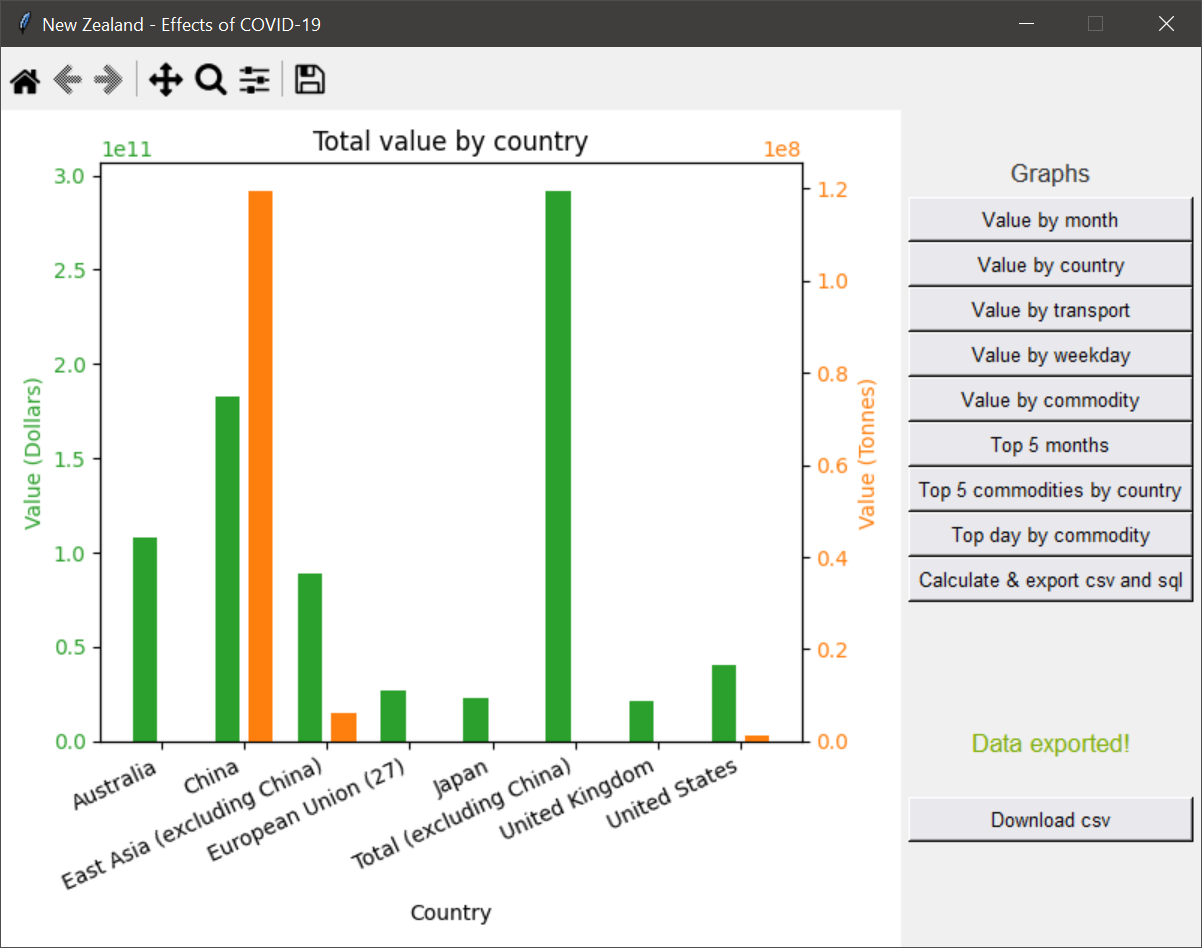 New Zealand - Effects of COVID-19
Total value by country
1e11
1e8
3.0
2.5
2.0
1.5
1.0
0.5
0.0
Value (Dollars)
1.2
1.0
0.8
0.6
0.4
0.2
0.0
Value (Tonnes)
Australia
China
East Asia (excluding China)
European Union (27)
Japan
Total (excluding China)
United Kingdom
United States
Country
Graphs
Value by month
Value by country
Value by transport
Value by weekday
Value by commodity
Top 5 months
Top 5 commodities by country
Top day by commodity
Calculate & export csv and sql
Data exported!
Download csv